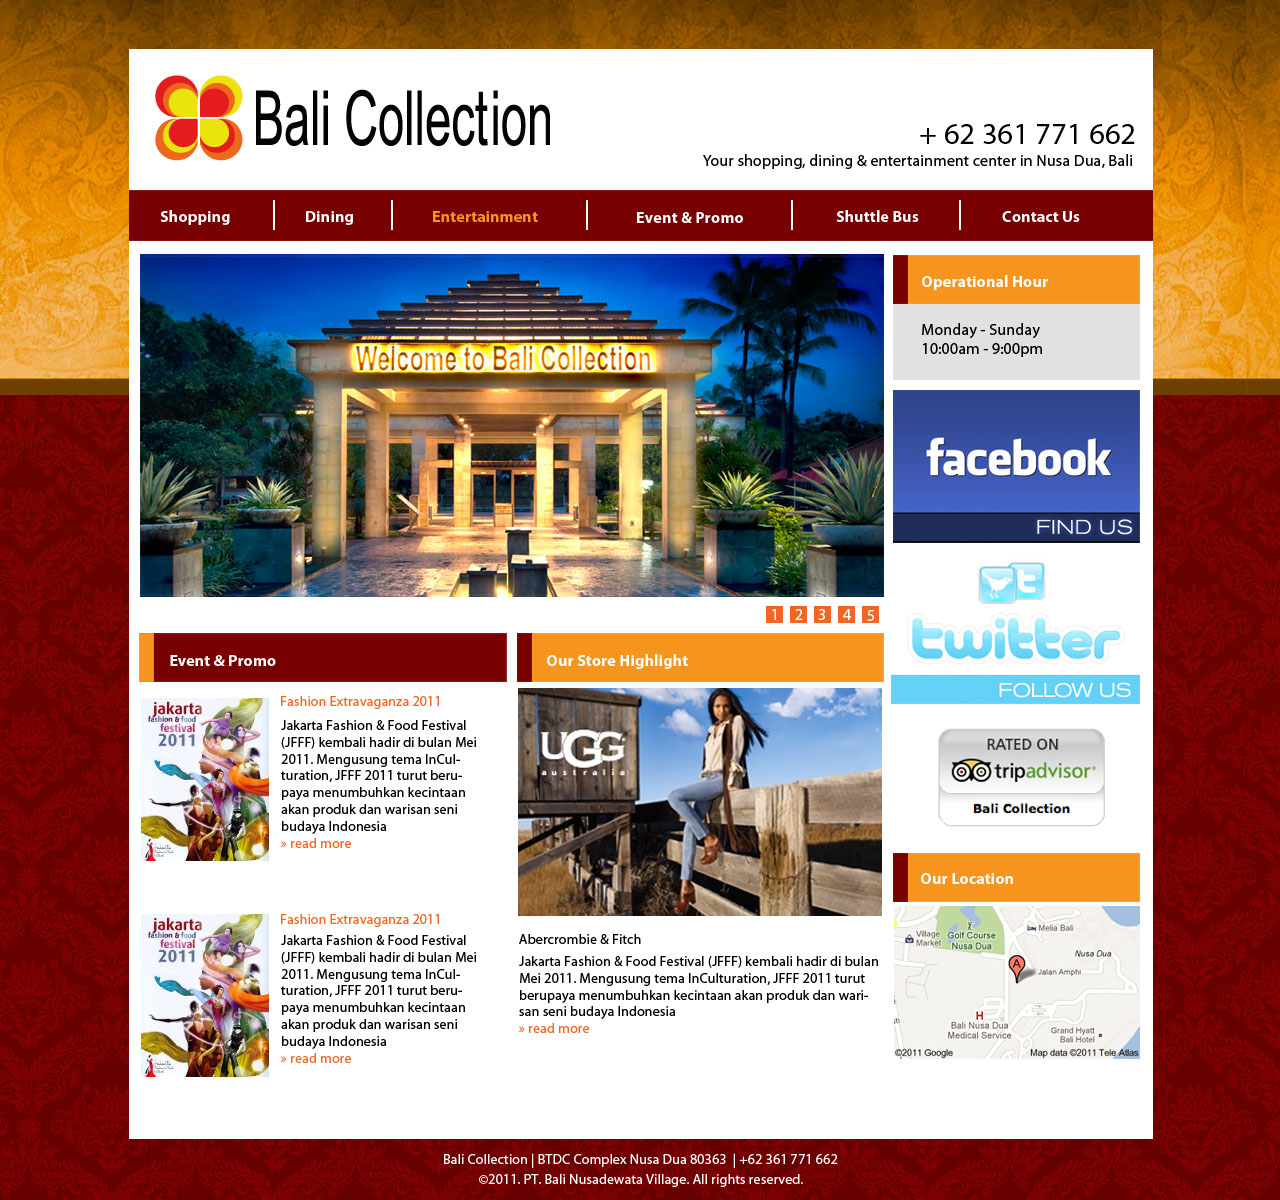 Bali Collection
+ 62 361 771 662
Your shopping, dining & entertainment center in Nusa Dua, Bali
Shopping
Dining
Entertainment
Event & Promo
Shuttle Bus
Contact Us
Welcome to Bali Collection
1 2 3 4 5
Operational Hour
Monday - Sunday
10:00am - 9:00pm
facebook
FIND US
t
twitter
FOLLOW US
RATED ON
tripadvisor
Bali Collection
Event & Promo
jakarta
fashion & food
festival
2011
Fashion Extravaganza 2011
Jakarta Fashion & Food Festival
(JFFF) kembali hadir di bulan Mei
2011. Mengusung tema InCul-
turation, JFFF 2011 turut beru-
paya menumbuhkan kecintaan
akan produk dan warisan seni
budaya Indonesia
» read more
jakarta
fashion & food
festival
2011
Fashion Extravaganza 2011
Jakarta Fashion & Food Festival
(JFFF) kembali hadir di bulan Mei
2011. Mengusung tema InCul-
turation, JFFF 2011 turut beru-
paya menumbuhkan kecintaan
akan produk dan warisan seni
budaya Indonesia
» read more
Our Store Highlight
UGG
australia
Abercrombie & Fitch
Jakarta Fashion & Food Festival (JFFF) kembali hadir di bulan
Mei 2011. Mengusung tema InCulturation, JFFF 2011 turut
berupaya menumbuhkan kecintaan akan produk dan wari-
san seni budaya Indonesia
» read more
Our Location
Village
Market
Golf Course
Nusa Dua
Melia Bali
Nusa Dua
A
Jalan Amphi
H
Bali Nusa Dua
Medical Service
Grand Hyatt
Bali Hotel
©2011 Google
Map data ©2011 Tele Atlas
Bali Collection | BTDC Complex Nusa Dua 80363 | +62 361 771 662
©2011. PT. Bali Nusadewata Village. All rights reserved.